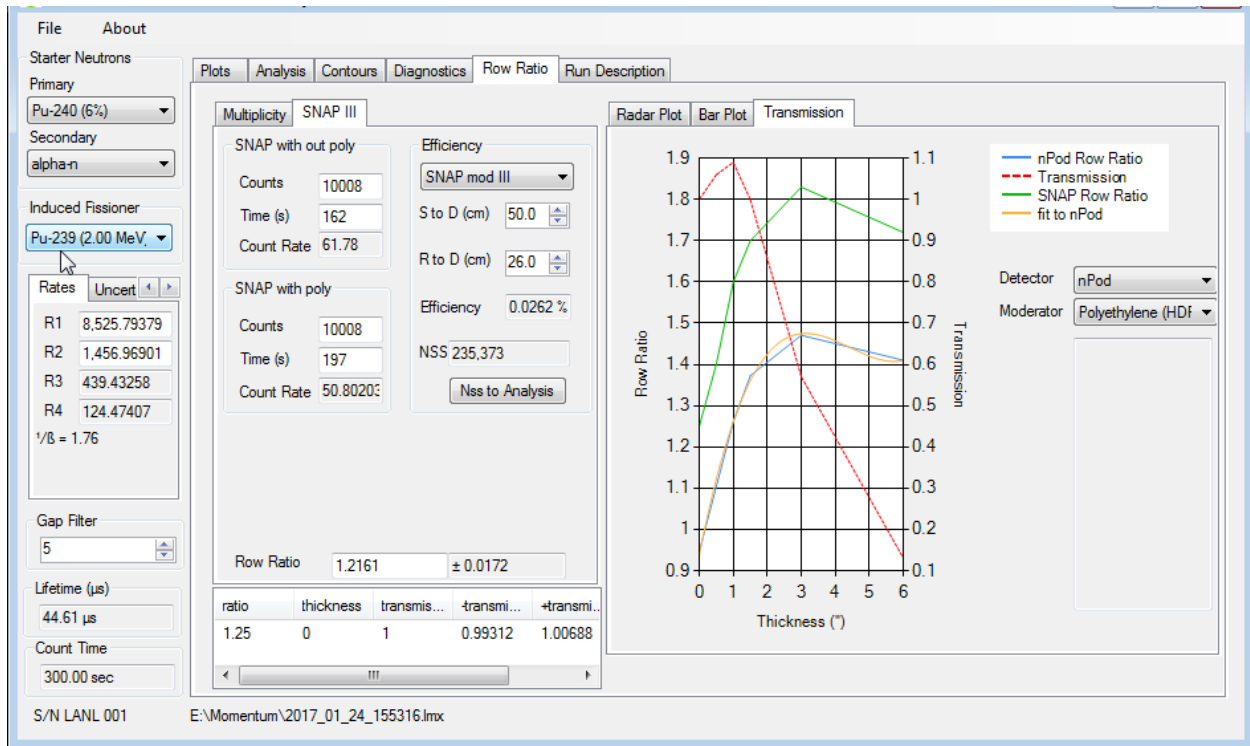 File About
Starter Neutrons
Primary
Pu-240 (6%)
Secondary
alpha-n
Induced Fissioner
Pu-239 (2.00 MeV,
Rates Uncert
R1 8,525.79379
R2 1,456.96901
R3 439.43258
R4 124.47407
¹/ß = 1.76
Gap Filter
5
Lifetime (µs)
44.61 µs
Count Time
300.00 sec
Plots Analysis Contours Diagnostics Row Ratio Run Description
Multiplicity SNAP III
SNAP with out poly
Counts 10008
Time (s) 162
Count Rate 61.78
SNAP with poly
Counts 10008
Time (s) 197
Count Rate 50.80203
Efficiency
SNAP mod III
S to D (cm) 50.0
R to D (cm) 26.0
Efficiency 0.0262 %
NSS 235,373
Nss to Analysis
Row Ratio 1.2161 ± 0.0172
ratio thickness transmis... -transmi... +transmi...
1.25 0 1 0.99312 1.00688
Radar Plot Bar Plot Transmission
1.9
1.8
1.7
1.6
1.5
1.4
1.3
1.2
1.1
1
0.9
Row Ratio
1.1
1
0.9
0.8
0.7
0.6
0.5
0.4
0.3
0.2
0.1
Transmission
0 1 2 3 4 5 6
Thickness (")
nPod Row Ratio
Transmission
SNAP Row Ratio
fit to nPod
Detector nPod
Moderator Polyethylene (HDF
S/N LANL 001 E:\Momentum\2017_01_24_155316.lmx